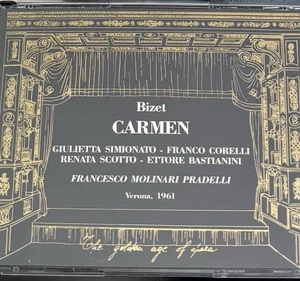 Bizet
CARMEN
GIULIETTA SIMIONATO - FRANCO CORELLI
RENATA SCOTTO - ETTORE BASTIANINI
FRANCESCO MOLINARI PRADELLI
Verona, 1961
The golden age of opera